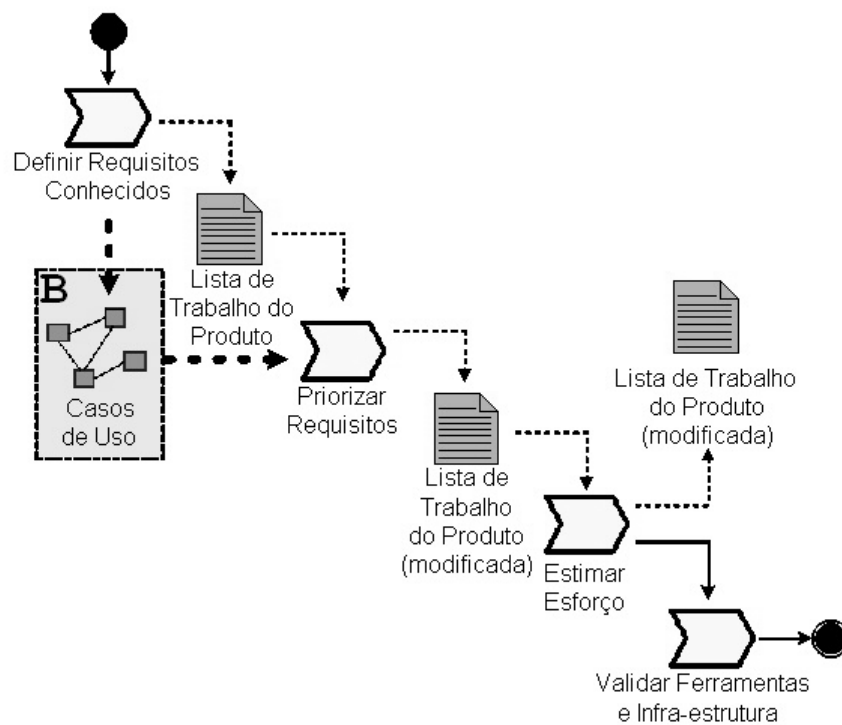 Definir Requisitos
Conhecidos
B
Casos
de Uso
Lista de
Trabalho do
Produto
Priorizar
Requisitos
Lista de
Trabalho
do Produto
(modificada)
Estimar
Esforço
Lista de Trabalho
do Produto
(modificada)
Validar Ferramentas
e Infra-estrutura